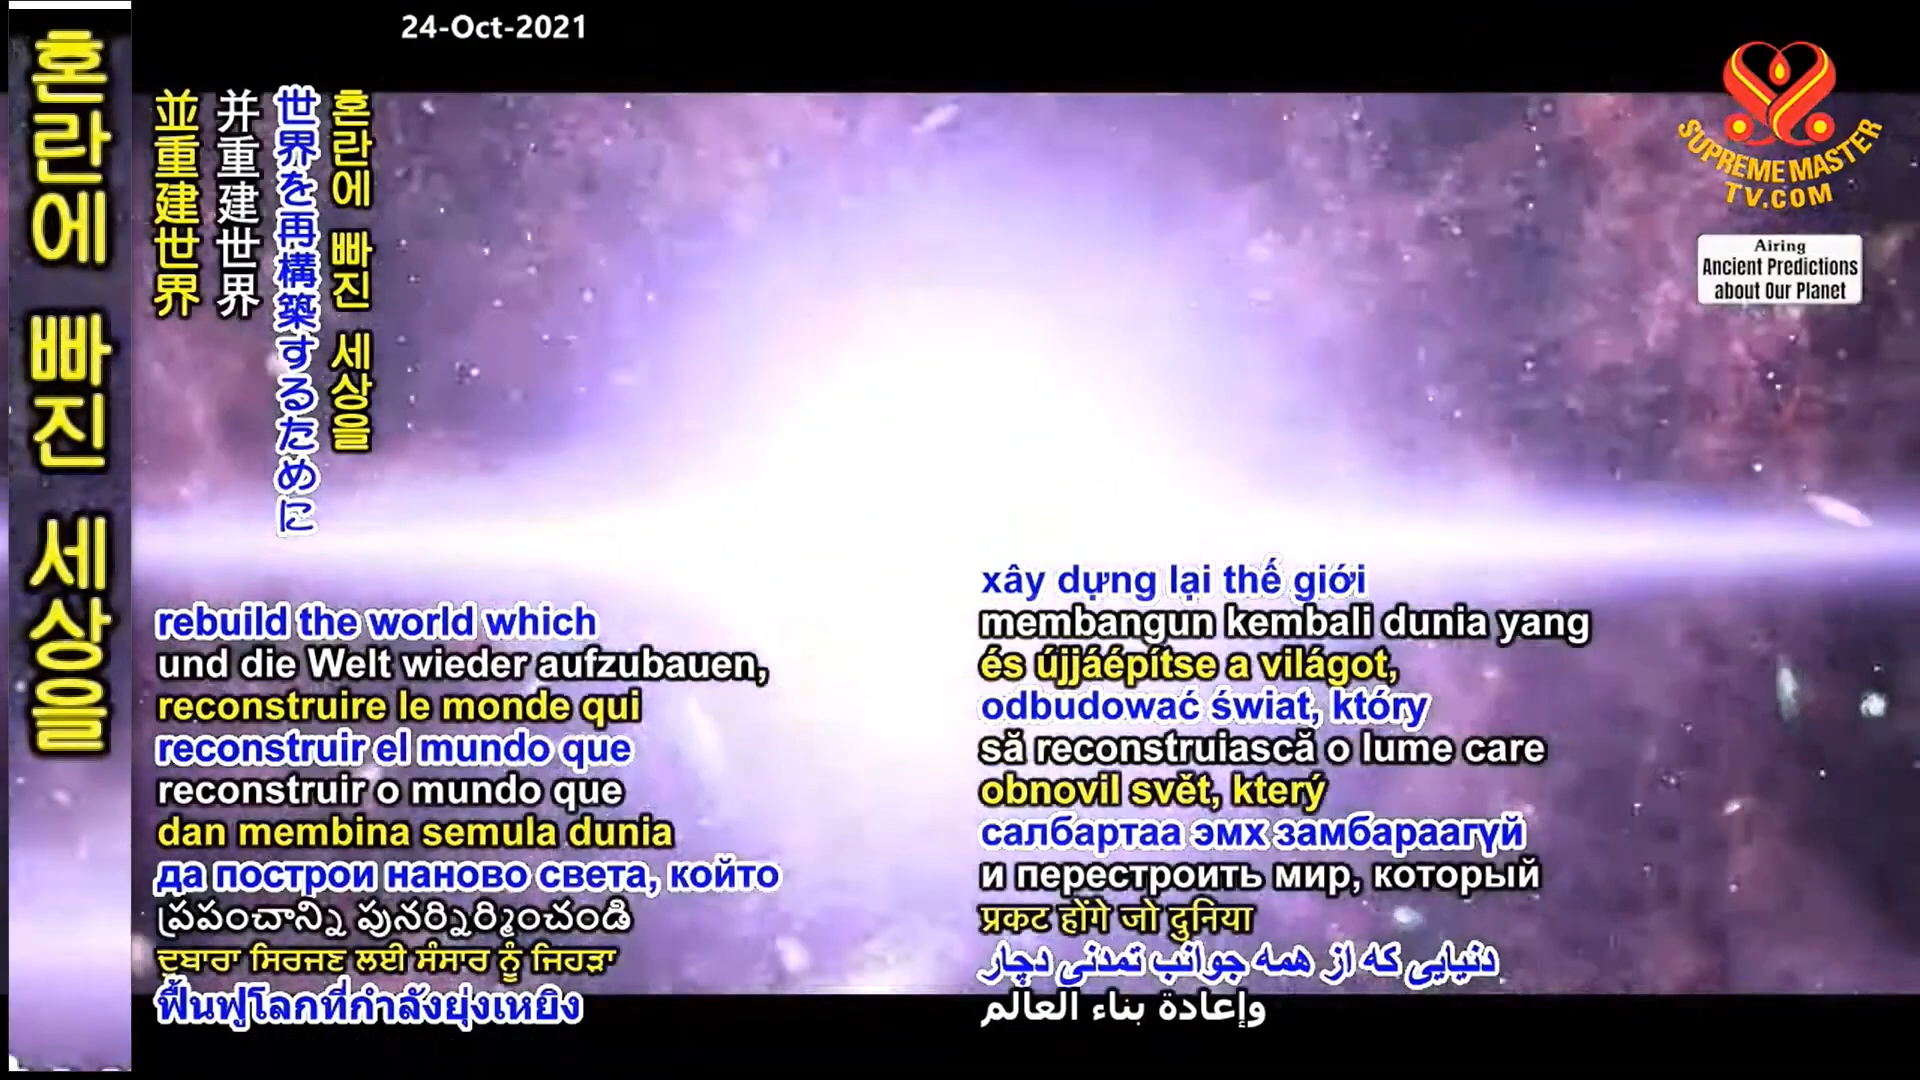 혼란에 빠진 세상을
24-Oct-2021
並重建世界
并重建世界
世界を再構築するために
혼란에 빠진 세상을
SUPREME MASTER
TV.COM
Airing
Ancient Predictions
about Our Planet
rebuild the world which
und die Welt wieder aufzubauen,
reconstruire le monde qui
reconstruir el mundo que
reconstruir o mundo que
dan membina semula dunia
да построи наново света, който
ప్రపంచాన్ని పునర్నిర్మించండి
ਦੁਬਾਰਾ ਸਿਰਜਣ ਲਈ ਸੰਸਾਰ ਨੂੰ ਜਿਹੜਾ
ฟื้นฟูโลกที่กำลังยุ่งเหยิง
xây dựng lại thế giới
membangun kembali dunia yang
és újjáépítse a világot,
odbudować świat, który
să reconstruiască o lume care
obnovil svět, který
салбартаа эмх замбараагүй
и перестроить мир, который
प्रकट होंगे जो दुनिया
دنیایی که از همه جوانب تمدنی دچار
وإعادة بناء العالم